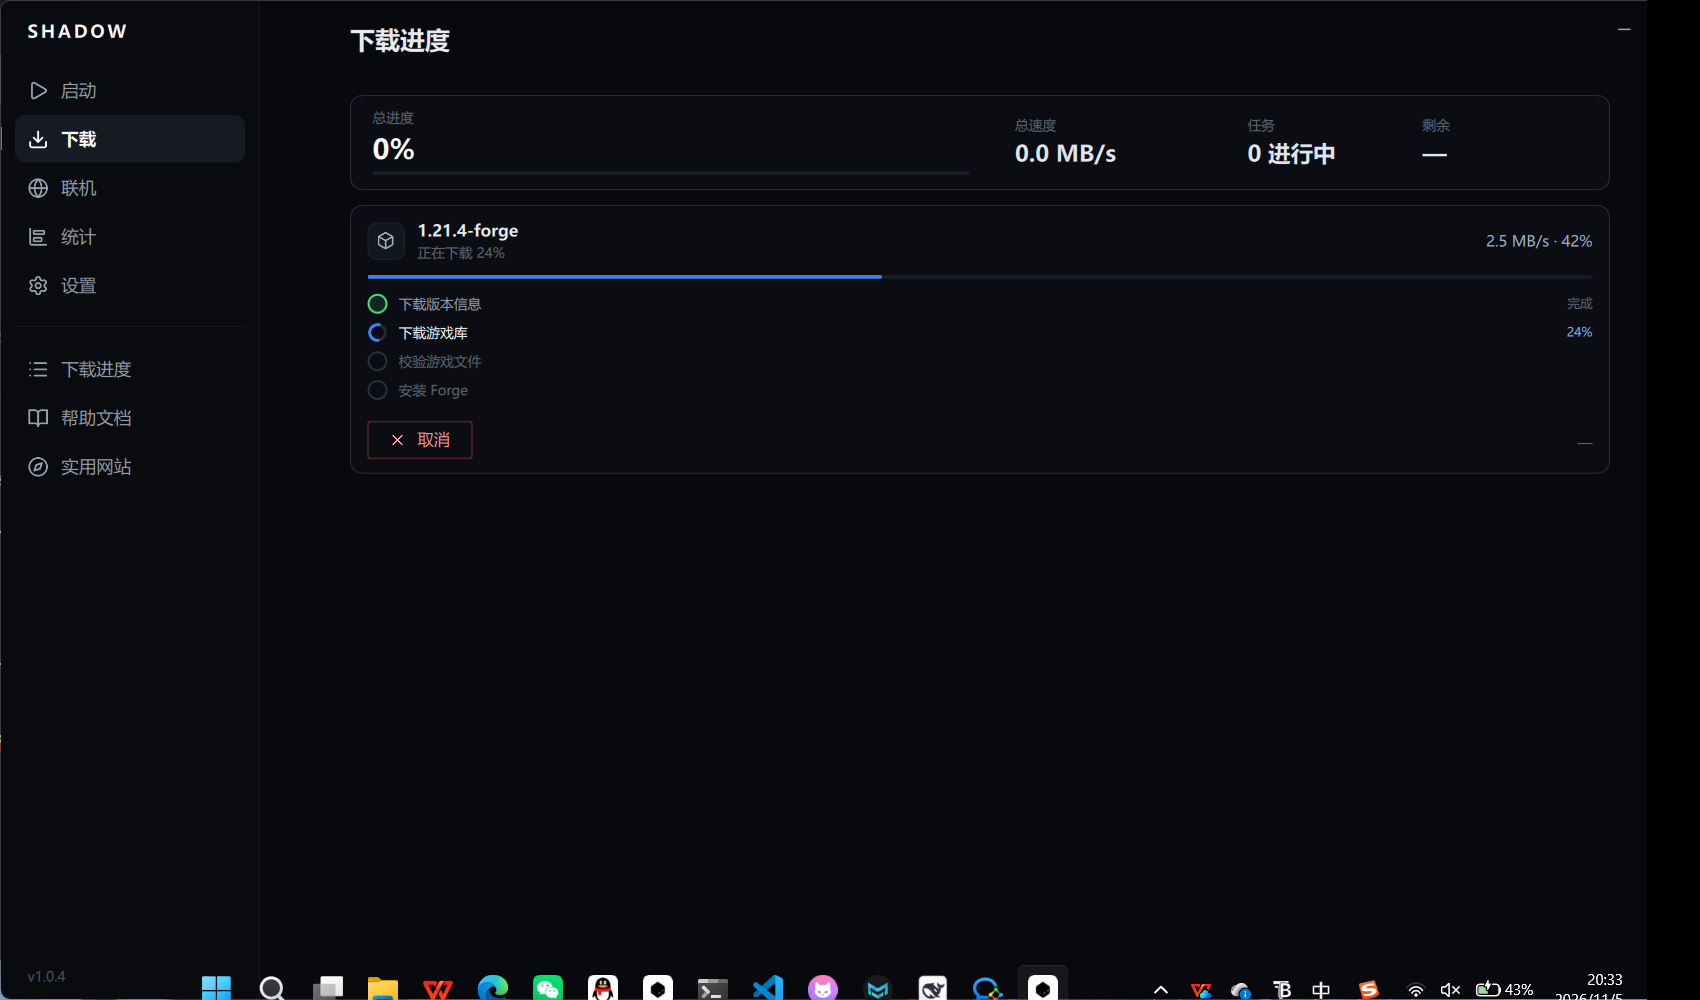 SHADOW
启动
下载
联机
统计
设置
下载进度
帮助文档
实用网站
v1.0.4
下载进度
总进度
0%
总速度
0.0 MB/s
任务
0 进行中
剩余
—
1.21.4-forge
正在下载 24%
2.5 MB/s · 42%
下载版本信息
完成
下载游戏库
24%
校验游戏文件
安装 Forge
取消
—
中
43%
20:33
2026/11/5